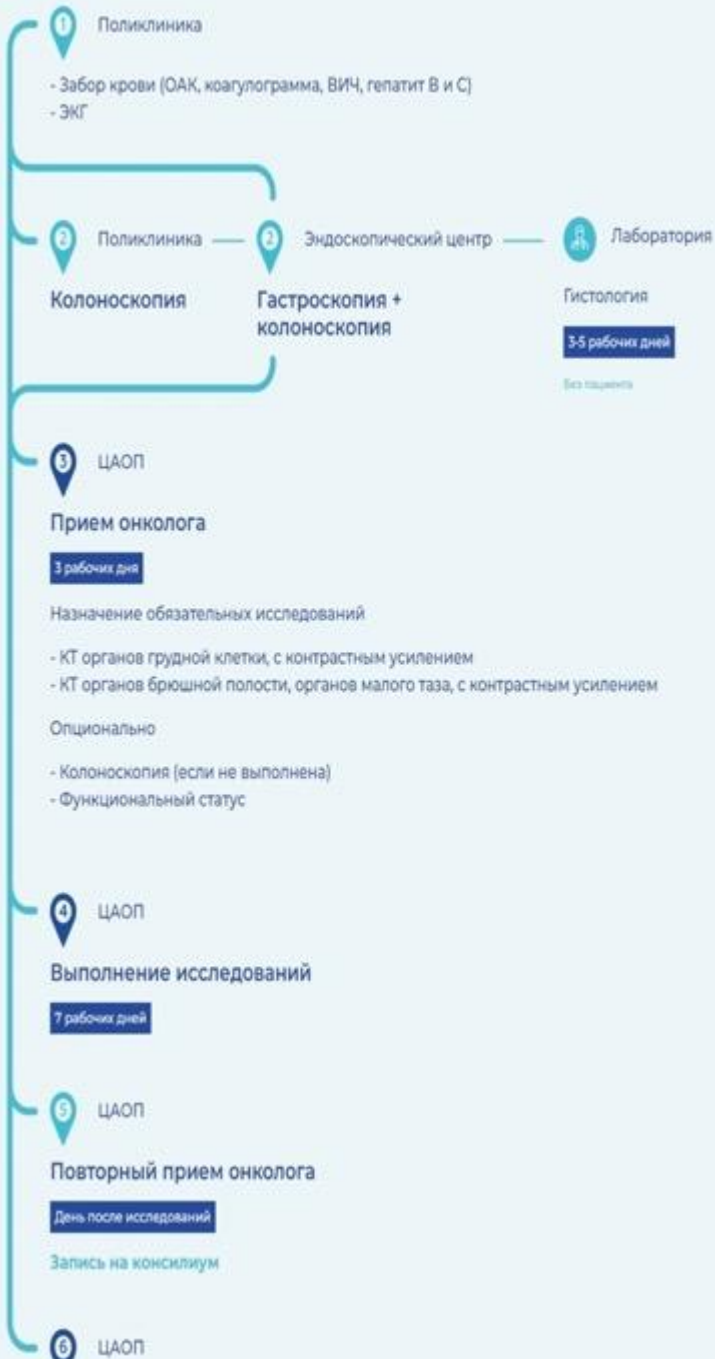 1 Поликлиника
- Забор крови (ОАК, коагулограмма, ВИЧ, гепатит В и С)
- ЭКГ
2 Поликлиника 2 Эндоскопический центр Лаборатория
Колоноскопия
Гастроскопия +
колоноскопия
Гистология
3-5 рабочих дней
Без пациента
3 ЦАОП
Прием онколога
3 рабочих дня
Назначение обязательных исследований
- КТ органов грудной клетки, с контрастным усилением
- КТ органов брюшной полости, органов малого таза, с контрастным усилением
Опционально
- Колоноскопия (если не выполнена)
- Функциональный статус
4 ЦАОП
Выполнение исследований
7 рабочих дней
5 ЦАОП
Повторный прием онколога
День после исследований
Запись на консилиум
6 ЦАОП